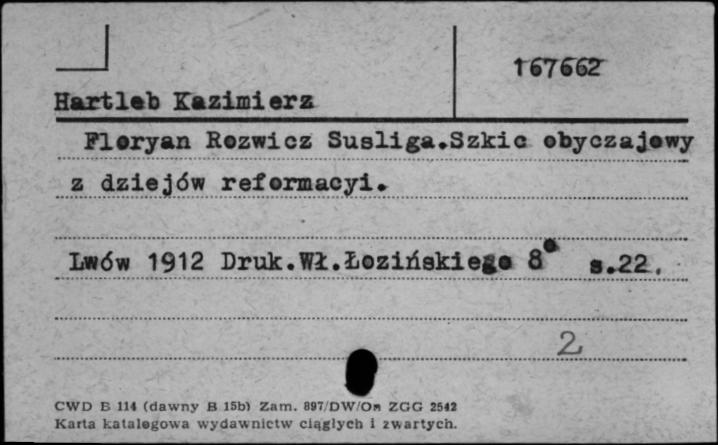 167662
Hartleb Kazimierz
Floryan Rozwicz Susliga.Szkic obyczajowy
z dziejów reformacyi.
Lwów 1912 Druk.Wł.Łozińskiego 8° s.22.
2
CWD B 114 (dawny B 15b) Zam. 897/DW/On ZGG 2542
Karta katalogowa wydawnictw ciągłych i zwartych.